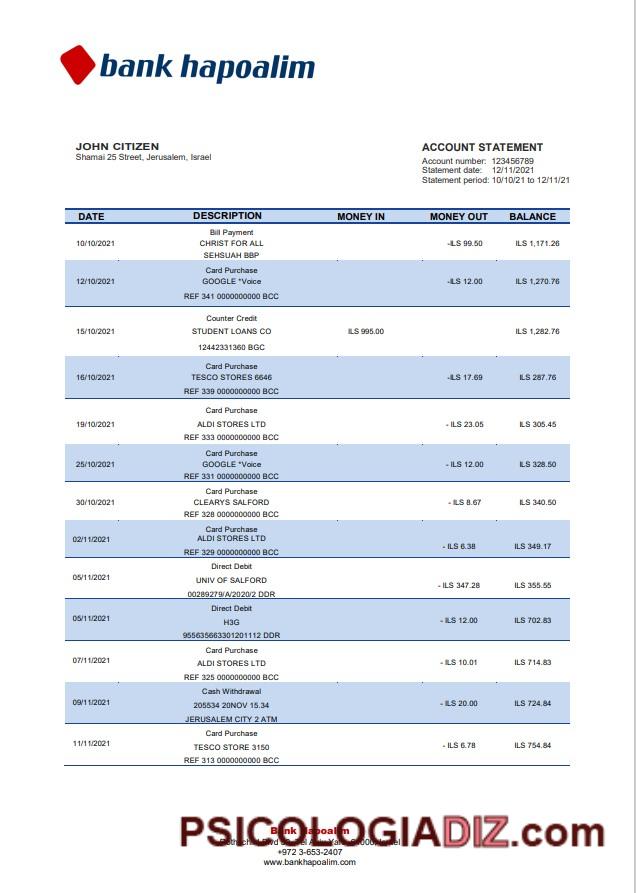 bank hapoalim
JOHN CITIZEN
Shamai 25 Street, Jerusalem, Israel
ACCOUNT STATEMENT
Account number: 123456789
Statement date: 12/11/2021
Statement period: 10/10/21 to 12/11/21
DATE DESCRIPTION MONEY IN MONEY OUT BALANCE
Bill Payment
10/10/2021 CHRIST FOR ALL -ILS 99.50 ILS 1,171.26
SEHSUAH BBP
Card Purchase
12/10/2021 GOOGLE *Voice -ILS 12.00 ILS 1,270.76
REF 341 0000000000 BCC
Counter Credit
15/10/2021 STUDENT LOANS CO ILS 995.00 ILS 1,282.76
12442331360 BGC
Card Purchase
16/10/2021 TESCO STORES 6646 -ILS 17.69 ILS 287.76
REF 339 0000000000 BCC
Card Purchase
19/10/2021 ALDI STORES LTD - ILS 23.05 ILS 305.45
REF 333 0000000000 BCC
Card Purchase
25/10/2021 GOOGLE *Voice - ILS 12.00 ILS 328.50
REF 331 0000000000 BCC
Card Purchase
30/10/2021 CLEARYS SALFORD - ILS 8.67 ILS 340.50
REF 328 0000000000 BCC
Card Purchase
02/11/2021 ALDI STORES LTD - ILS 6.38 ILS 349.17
REF 329 0000000000 BCC
Direct Debit
05/11/2021 UNIV OF SALFORD - ILS 347.28 ILS 355.55
00289279/A/2020/2 DDR
Direct Debit
05/11/2021 H3G - ILS 12.00 ILS 702.83
955635663301201112 DDR
Card Purchase
07/11/2021 ALDI STORES LTD - ILS 10.01 ILS 714.83
REF 325 0000000000 BCC
Cash Withdrawal
09/11/2021 205534 20NOV 15.34 - ILS 20.00 ILS 724.84
JERUSALEM CITY 2 ATM
Card Purchase
11/11/2021 TESCO STORE 3150 - ILS 6.78 ILS 754.84
REF 313 0000000000 BCC
PSICOLOGIADIZ.com
Bank Hapoalim
+972 3-653-2407
www.bankhapoalim.com